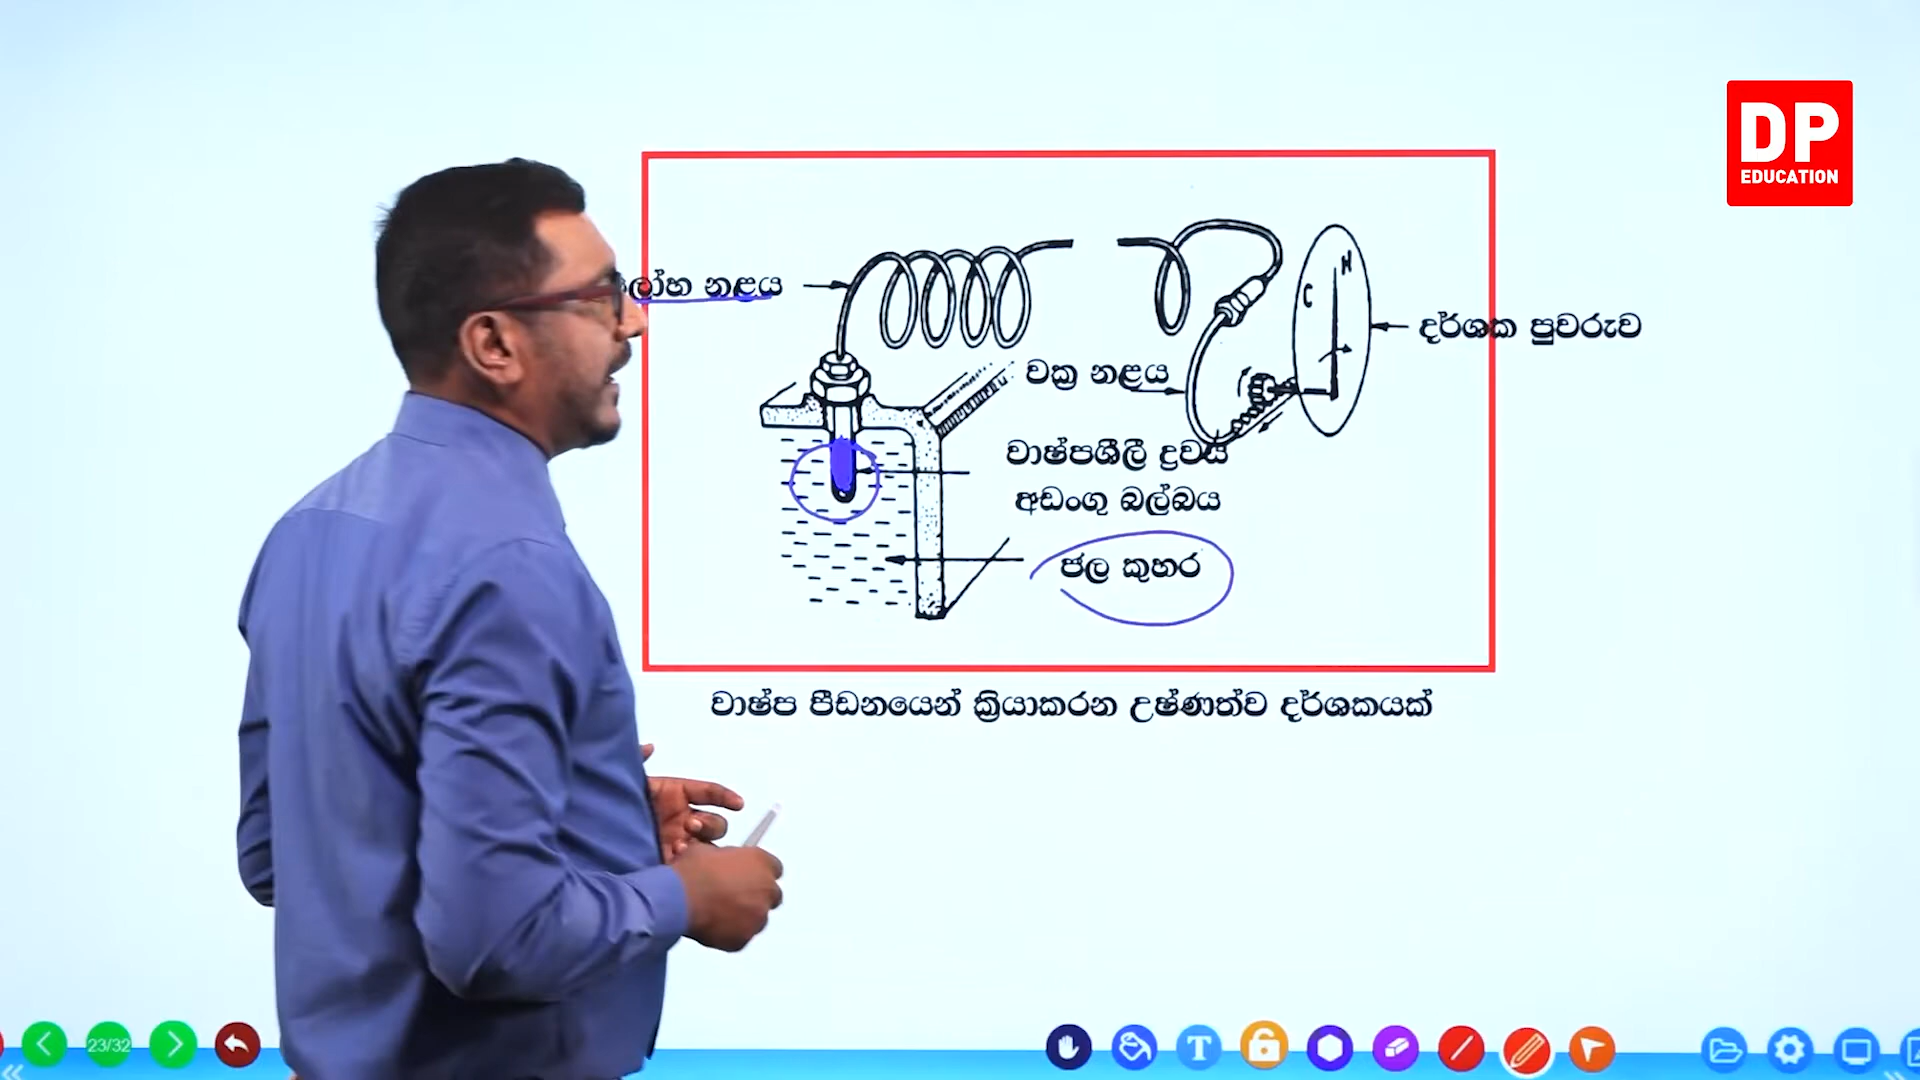 DP
EDUCATION
ලෝහ නළය
H
C
දර්ශක පුවරුව
වක්‍ර නළය
වාෂ්පශීලී ද්‍රවය
අඩංගු බල්බය
ජල කුහර
වාෂ්ප පීඩනයෙන් ක්‍රියාකරන උෂ්ණත්ව දර්ශකයක්
23/32
T